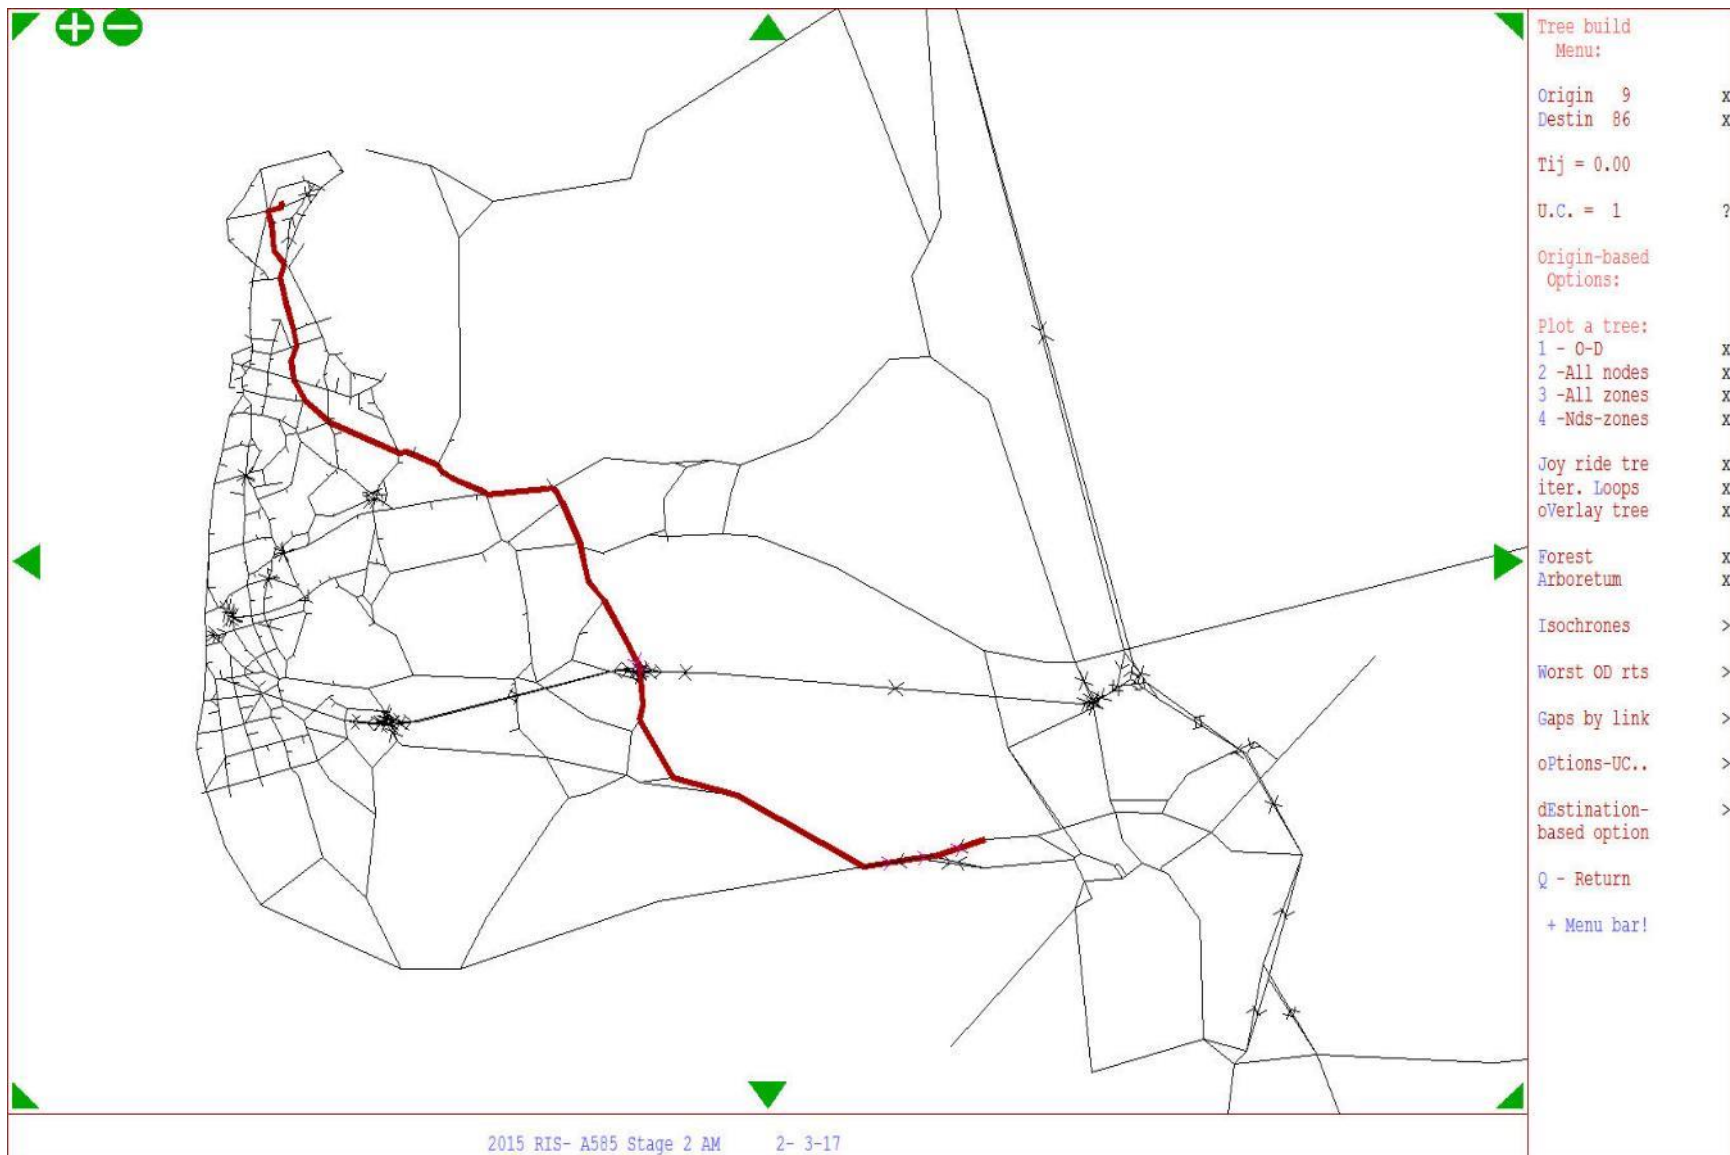 Tree build
Menu:
Origin 9 x
Destin 86 x
Tij = 0.00
U.C. = 1 ?
Origin-based
Options:
Plot a tree:
1 - O-D x
2 -All nodes x
3 -All zones x
4 -Nds-zones x
Joy ride tre x
iter. Loops x
oVerlay tree x
Forest x
Arboretum x
Isochrones >
Worst OD rts >
Gaps by link >
oPtions-UC.. >
dEstination- >
based option
Q - Return
+ Menu bar!
2015 RIS- A585 Stage 2 AM 2- 3-17